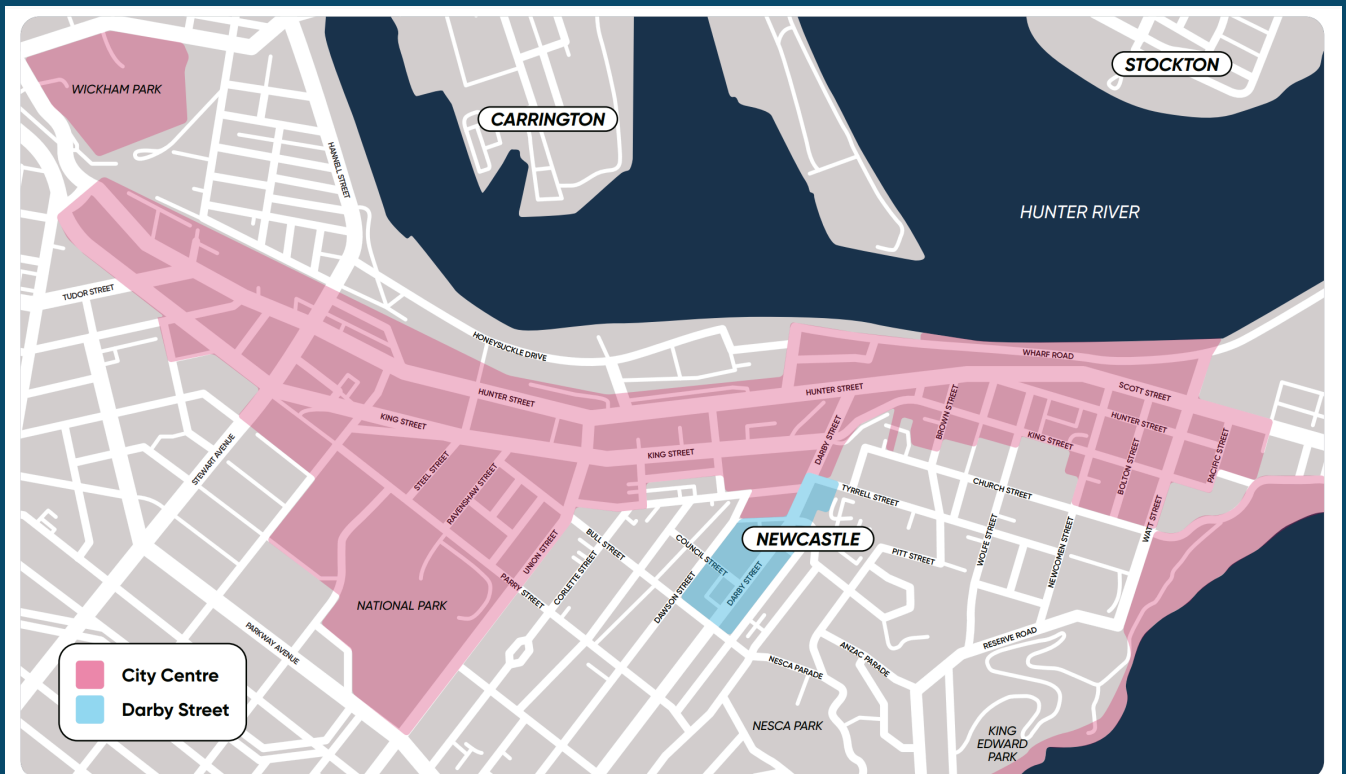 STOCKTON
WICKHAM PARK
CARRINGTON
HANNELL STREET
HUNTER RIVER
TUDOR STREET
HONEYSUCKLE DRIVE
WHARF ROAD
HUNTER STREET
HUNTER STREET
SCOTT STREET
KING STREET
BROWN STREET
HUNTER STREET
DARBY STREET
KING STREET
PACIFIC STREET
STEWART AVENUE
KING STREET
BOLTON STREET
STEEL STREET
RAVENSHAW STREET
TYRRELL STREET
CHURCH STREET
WATT STREET
UNION STREET
BULL STREET
COUNCIL STREET
NEWCASTLE
WOLFE STREET
NEWCOMEN STREET
PITT STREET
CORLETTE STREET
PARRY STREET
DAWSON STREET
DARBY STREET
NATIONAL PARK
PARKWAY AVENUE
RESERVE ROAD
NESCA PARADE
ANZAC PARADE
City Centre
Darby Street
NESCA PARK
KING
EDWARD
PARK